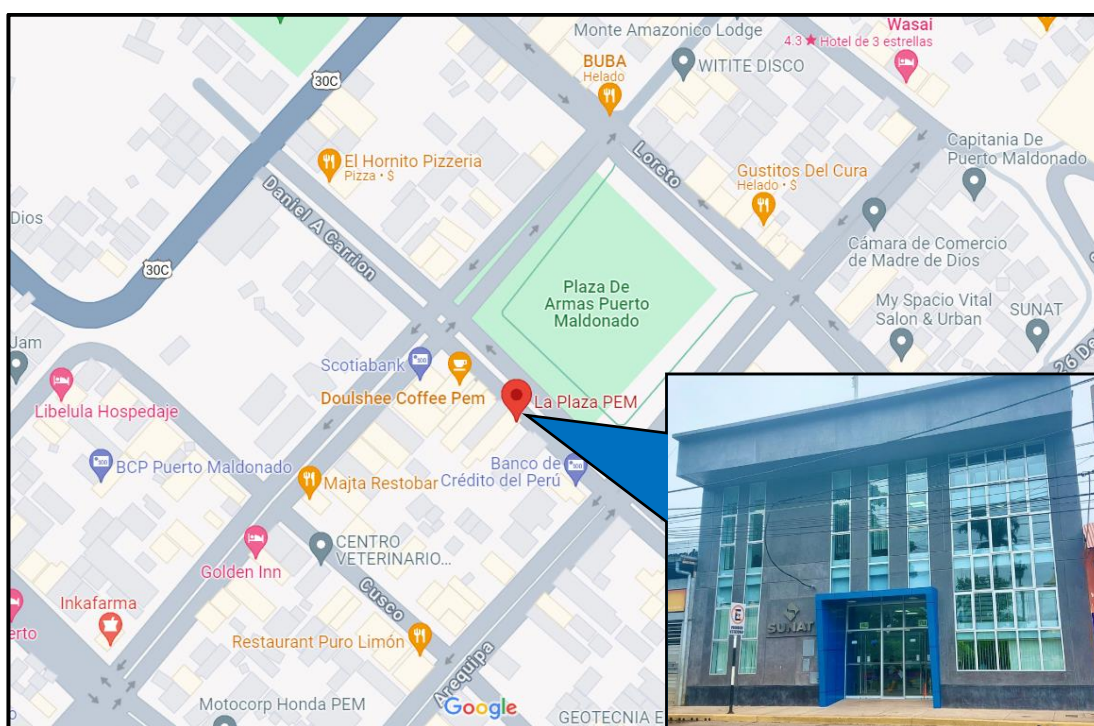 Wasai
4.3 ★ Hotel de 3 estrellas
Monte Amazonico Lodge
BUBA
Helado
WITITE DISCO
30C
El Hornito Pizzeria
Pizza • $
Loreto
Capitania De
Puerto Maldonado
Gustitos Del Cura
Helado • $
Daniel A Carrion
Dios
30C
Cámara de Comercio
de Madre de Dios
Plaza De
Armas Puerto
Maldonado
My Spacio Vital
Salon & Urban
SUNAT
Jam
26 De
Scotiabank
Doulshee Coffee Pem
La Plaza PEM
Libelula Hospedaje
BCP Puerto Maldonado
Banco de
Crédito del Perú
Majta Restobar
CENTRO
VETERINARIO...
Golden Inn
Cusco
Inkafarma
erto
Restaurant Puro Limón
Arequipa
Motocorp Honda PEM
Google
GEOTECNIA E
SUNAT
E